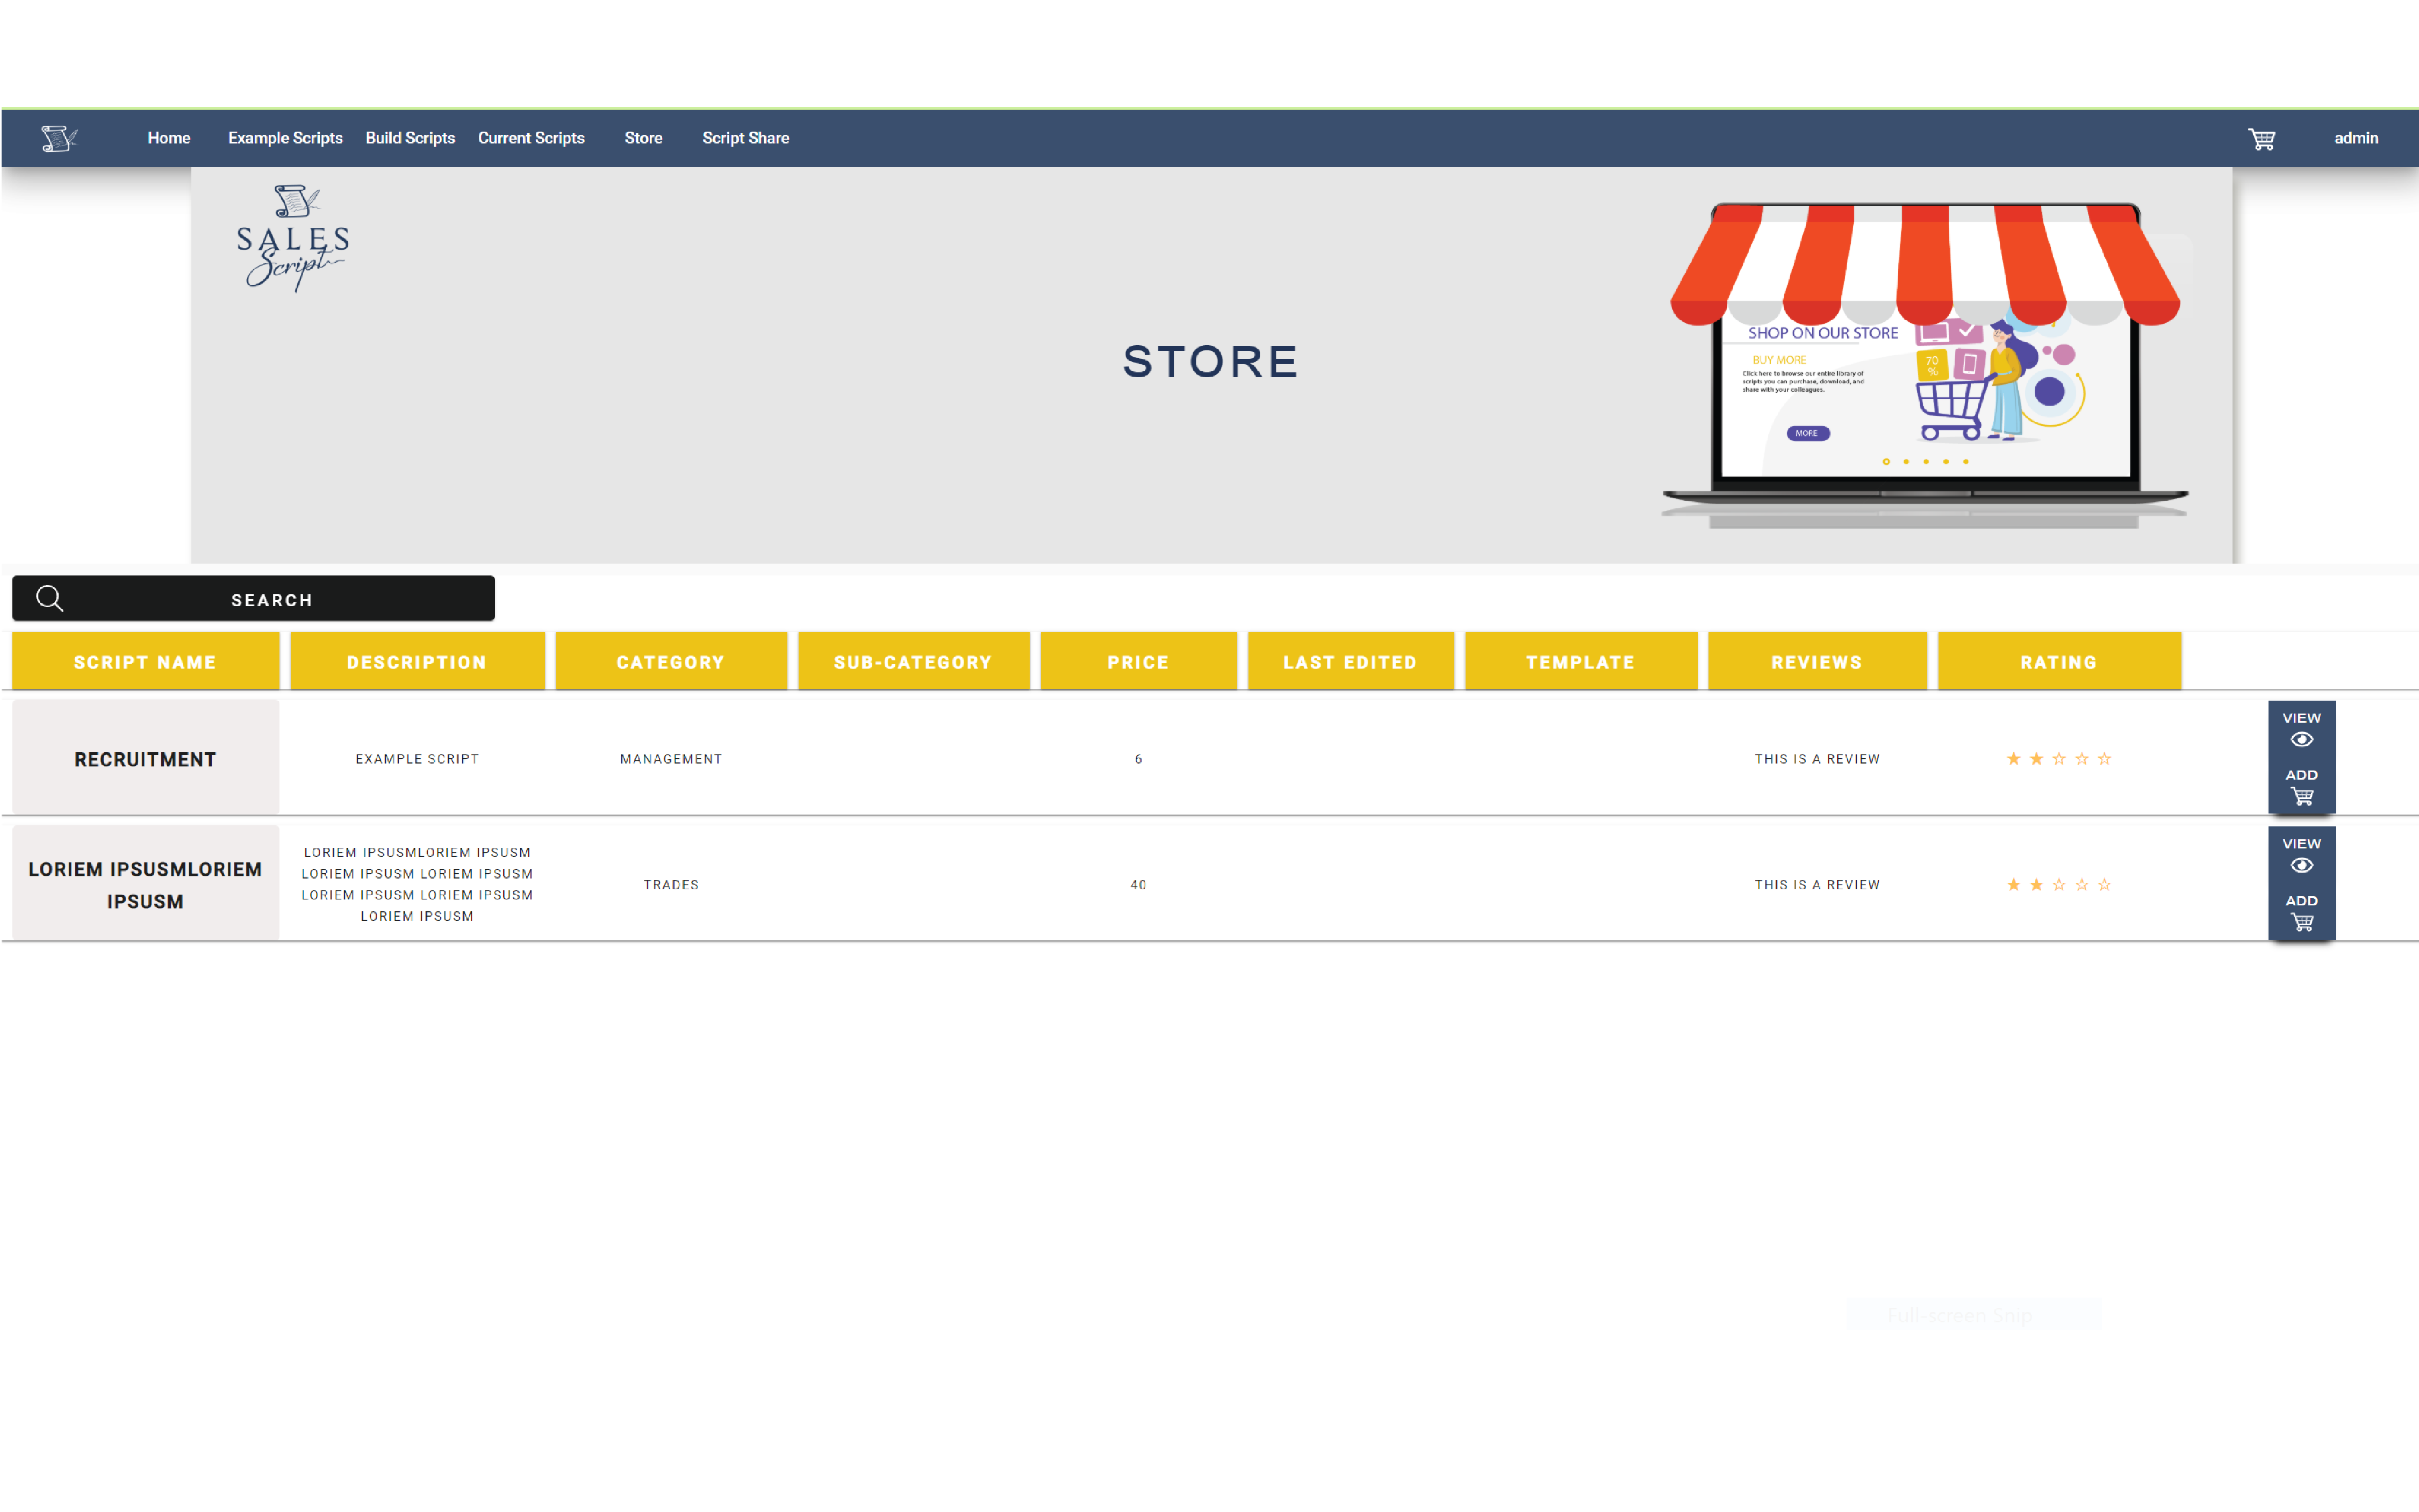 Home Example Scripts Build Scripts Current Scripts Store Script Share admin
SALES
Script
STORE
SHOP ON OUR STORE
BUY MORE
70
%
Click here to browse our entire library of
scripts you can purchase, download, and
share with your colleagues.
MORE
SEARCH
SCRIPT NAME DESCRIPTION CATEGORY SUB-CATEGORY PRICE LAST EDITED TEMPLATE REVIEWS RATING
RECRUITMENT EXAMPLE SCRIPT MANAGEMENT 6 THIS IS A REVIEW
VIEW
ADD
LORIEM IPSUSMLORIEM
IPSUSM
LORIEM IPSUSMLORIEM IPSUSM
LORIEM IPSUSM LORIEM IPSUSM
LORIEM IPSUSM LORIEM IPSUSM
LORIEM IPSUSM
TRADES 40 THIS IS A REVIEW
VIEW
ADD
Full-screen Snip